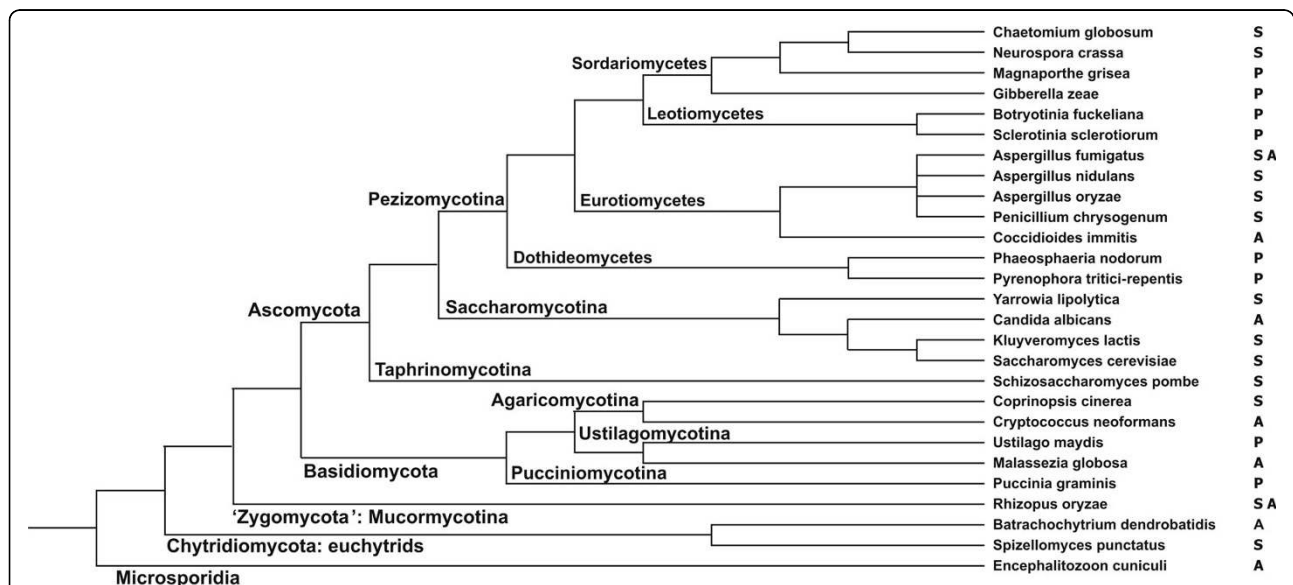 Chaetomium globosum S
Neurospora crassa S
Sordariomycetes
Magnaporthe grisea P
Gibberella zeae P
Leotiomycetes
Botryotinia fuckeliana P
Sclerotinia sclerotiorum P
Aspergillus fumigatus S A
Aspergillus nidulans S
Pezizomycotina
Eurotiomycetes
Aspergillus oryzae S
Penicillium chrysogenum S
Coccidioides immitis A
Dothideomycetes
Phaeosphaeria nodorum P
Pyrenophora tritici-repentis P
Yarrowia lipolytica S
Ascomycota
Saccharomycotina
Candida albicans A
Kluyveromyces lactis S
Saccharomyces cerevisiae S
Taphrinomycotina
Schizosaccharomyces pombe S
Agaricomycotina
Coprinopsis cinerea S
Cryptococcus neoformans A
Ustilagomycotina
Ustilago maydis P
Malassezia globosa A
Basidiomycota
Pucciniomycotina
Puccinia graminis P
Rhizopus oryzae S A
‘Zygomycota’: Mucormycotina
Batrachochytrium dendrobatidis A
Chytridiomycota: euchytrids
Spizellomyces punctatus S
Encephalitozoon cuniculi A
Microsporidia